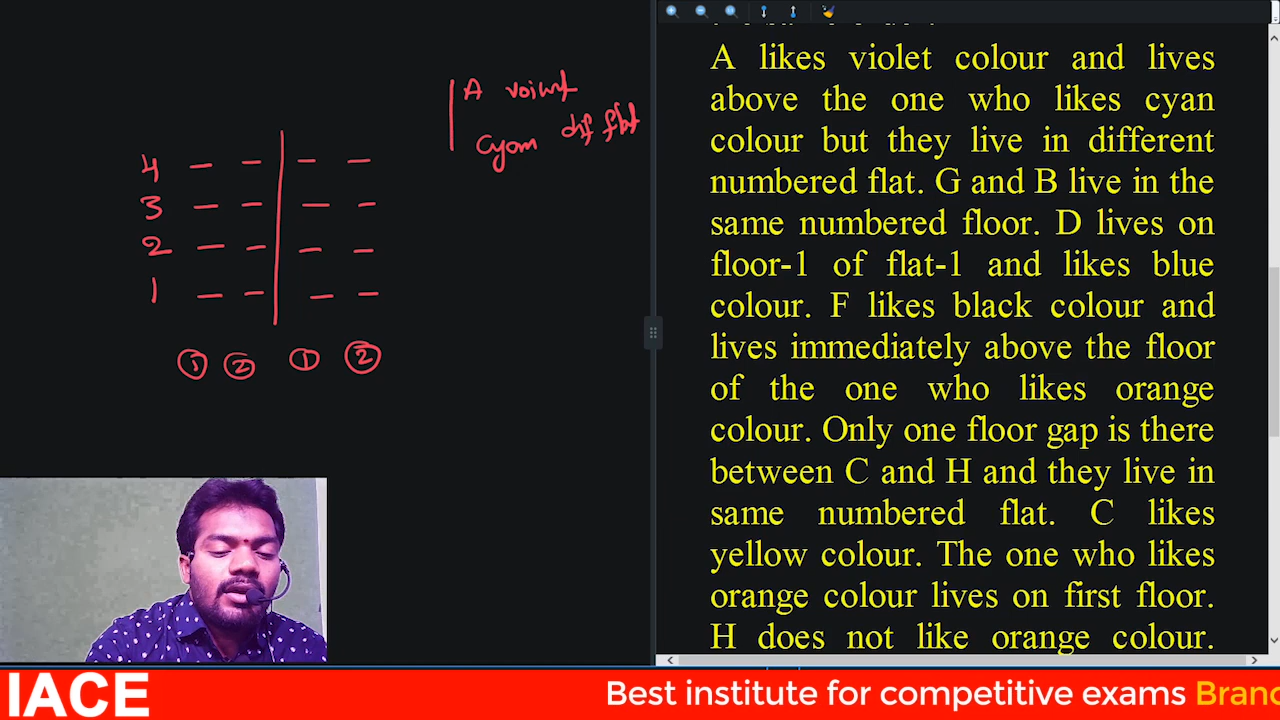 A voiwt
Cyan dif flat
4 — — — —
3 — — — —
2 — — — —
1 — — — —
① ② ① ②
A likes violet colour and lives
above the one who likes cyan
colour but they live in different
numbered flat. G and B live in the
same numbered floor. D lives on
floor-1 of flat-1 and likes blue
colour. F likes black colour and
lives immediately above the floor
of the one who likes orange
colour. Only one floor gap is there
between C and H and they live in
same numbered flat. C likes
yellow colour. The one who likes
orange colour lives on first floor.
H does not like orange colour.
IACE
Best institute for competitive exams Brand